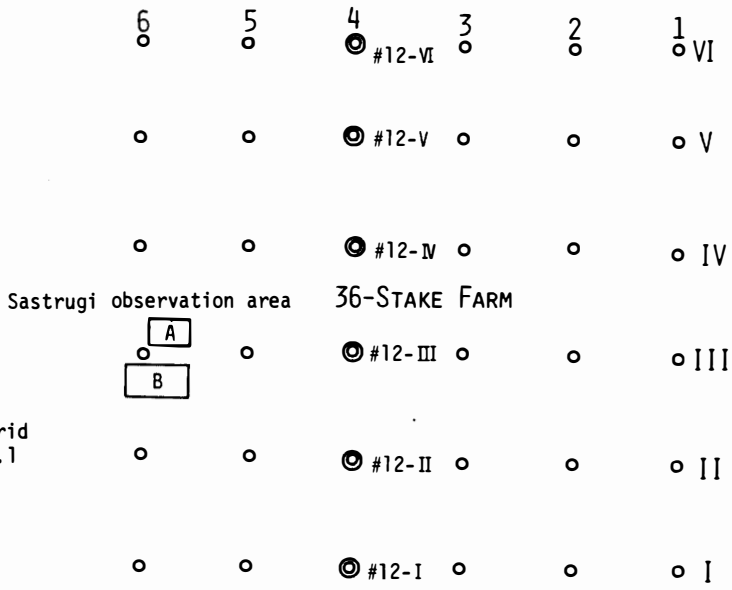 6 5 4 3 2 1
#12-VI VI
#12-V V
#12-IV IV
Sastrugi observation area 36-STAKE FARM
A
#12-III III
B
rid
.1
#12-II II
#12-I I